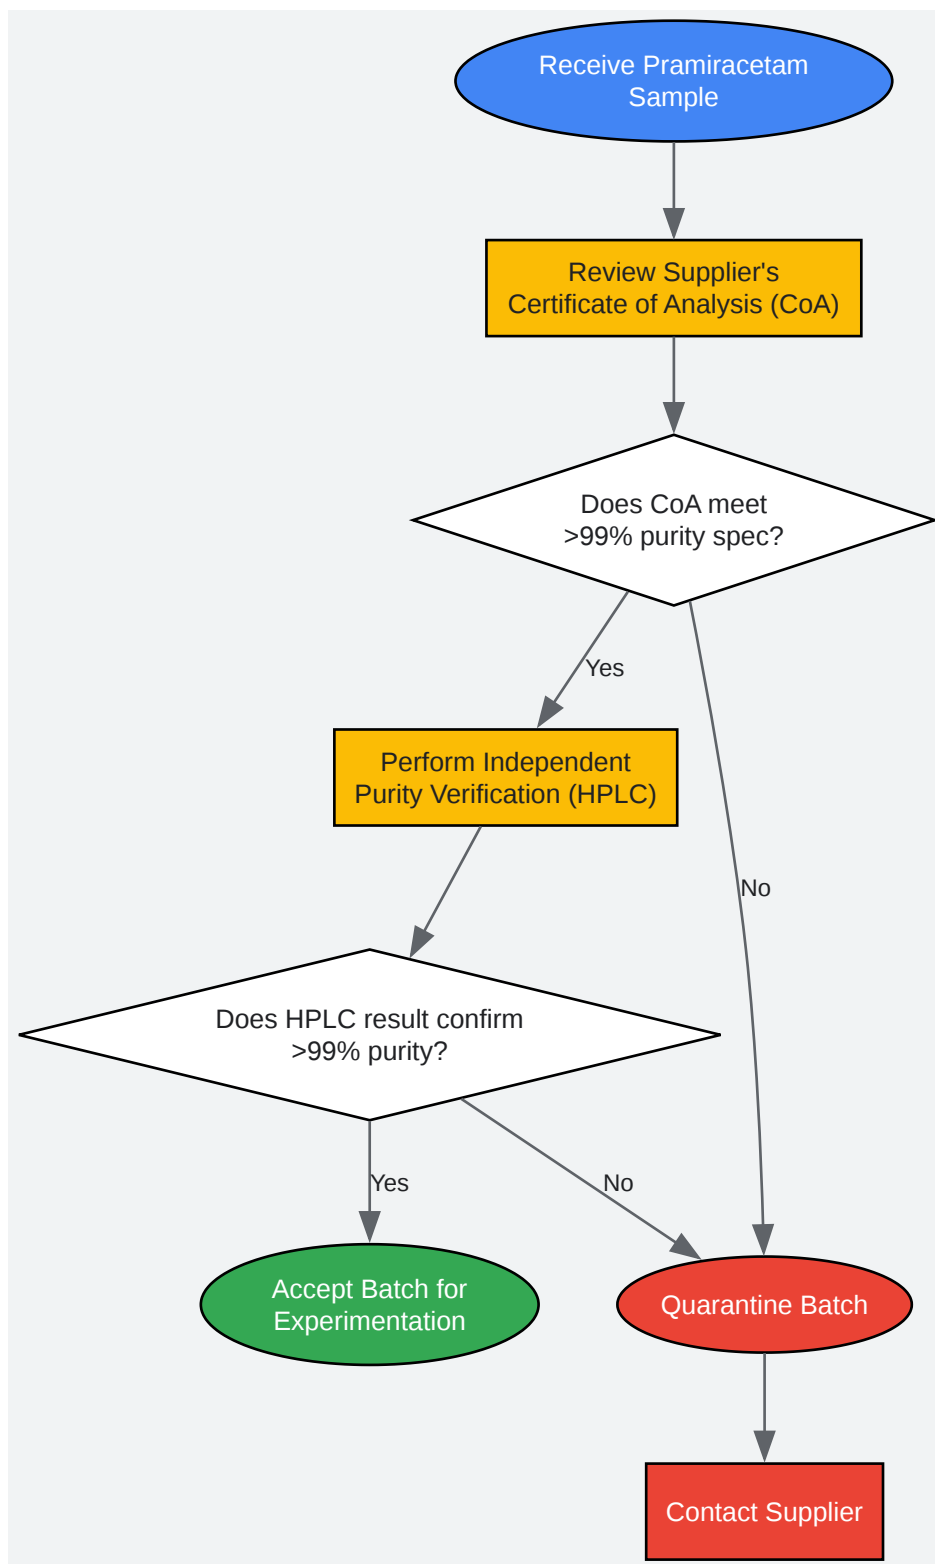 Receive Pramiracetam
Sample
Review Supplier's
Certificate of Analysis (CoA)
Does CoA meet
>99% purity spec?
Yes
Perform Independent
Purity Verification (HPLC)
No
Does HPLC result confirm
>99% purity?
Yes
No
Accept Batch for
Experimentation
Quarantine Batch
Contact Supplier